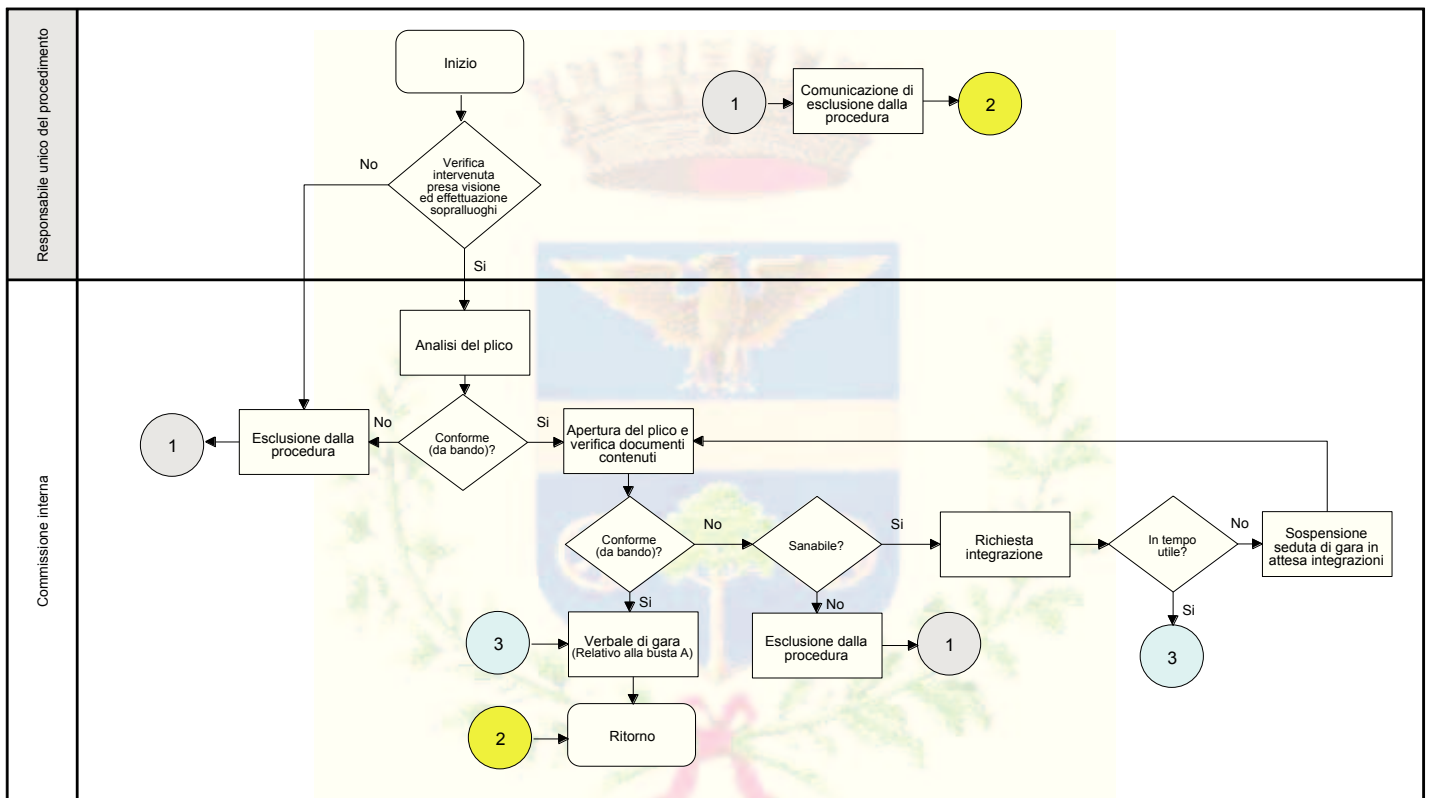 Responsabile unico del procedimento
Inizio
1
Comunicazione di
esclusione dalla
procedura
2
No
Verifica
intervenuta
presa visione
ed effettuazione
sopralluoghi
Si
Commissione interna
Analisi del plico
1
Esclusione dalla
procedura
No
Conforme
(da bando)?
Si
Apertura del plico e
verifica documenti
contenuti
Conforme
(da bando)?
No
Sanabile?
Si
Richiesta
integrazione
In tempo
utile?
No
Sospensione
seduta di gara in
attesa integrazioni
Si
No
Si
3
Verbale di gara
(Relativo alla busta A)
Esclusione dalla
procedura
1
3
2
Ritorno